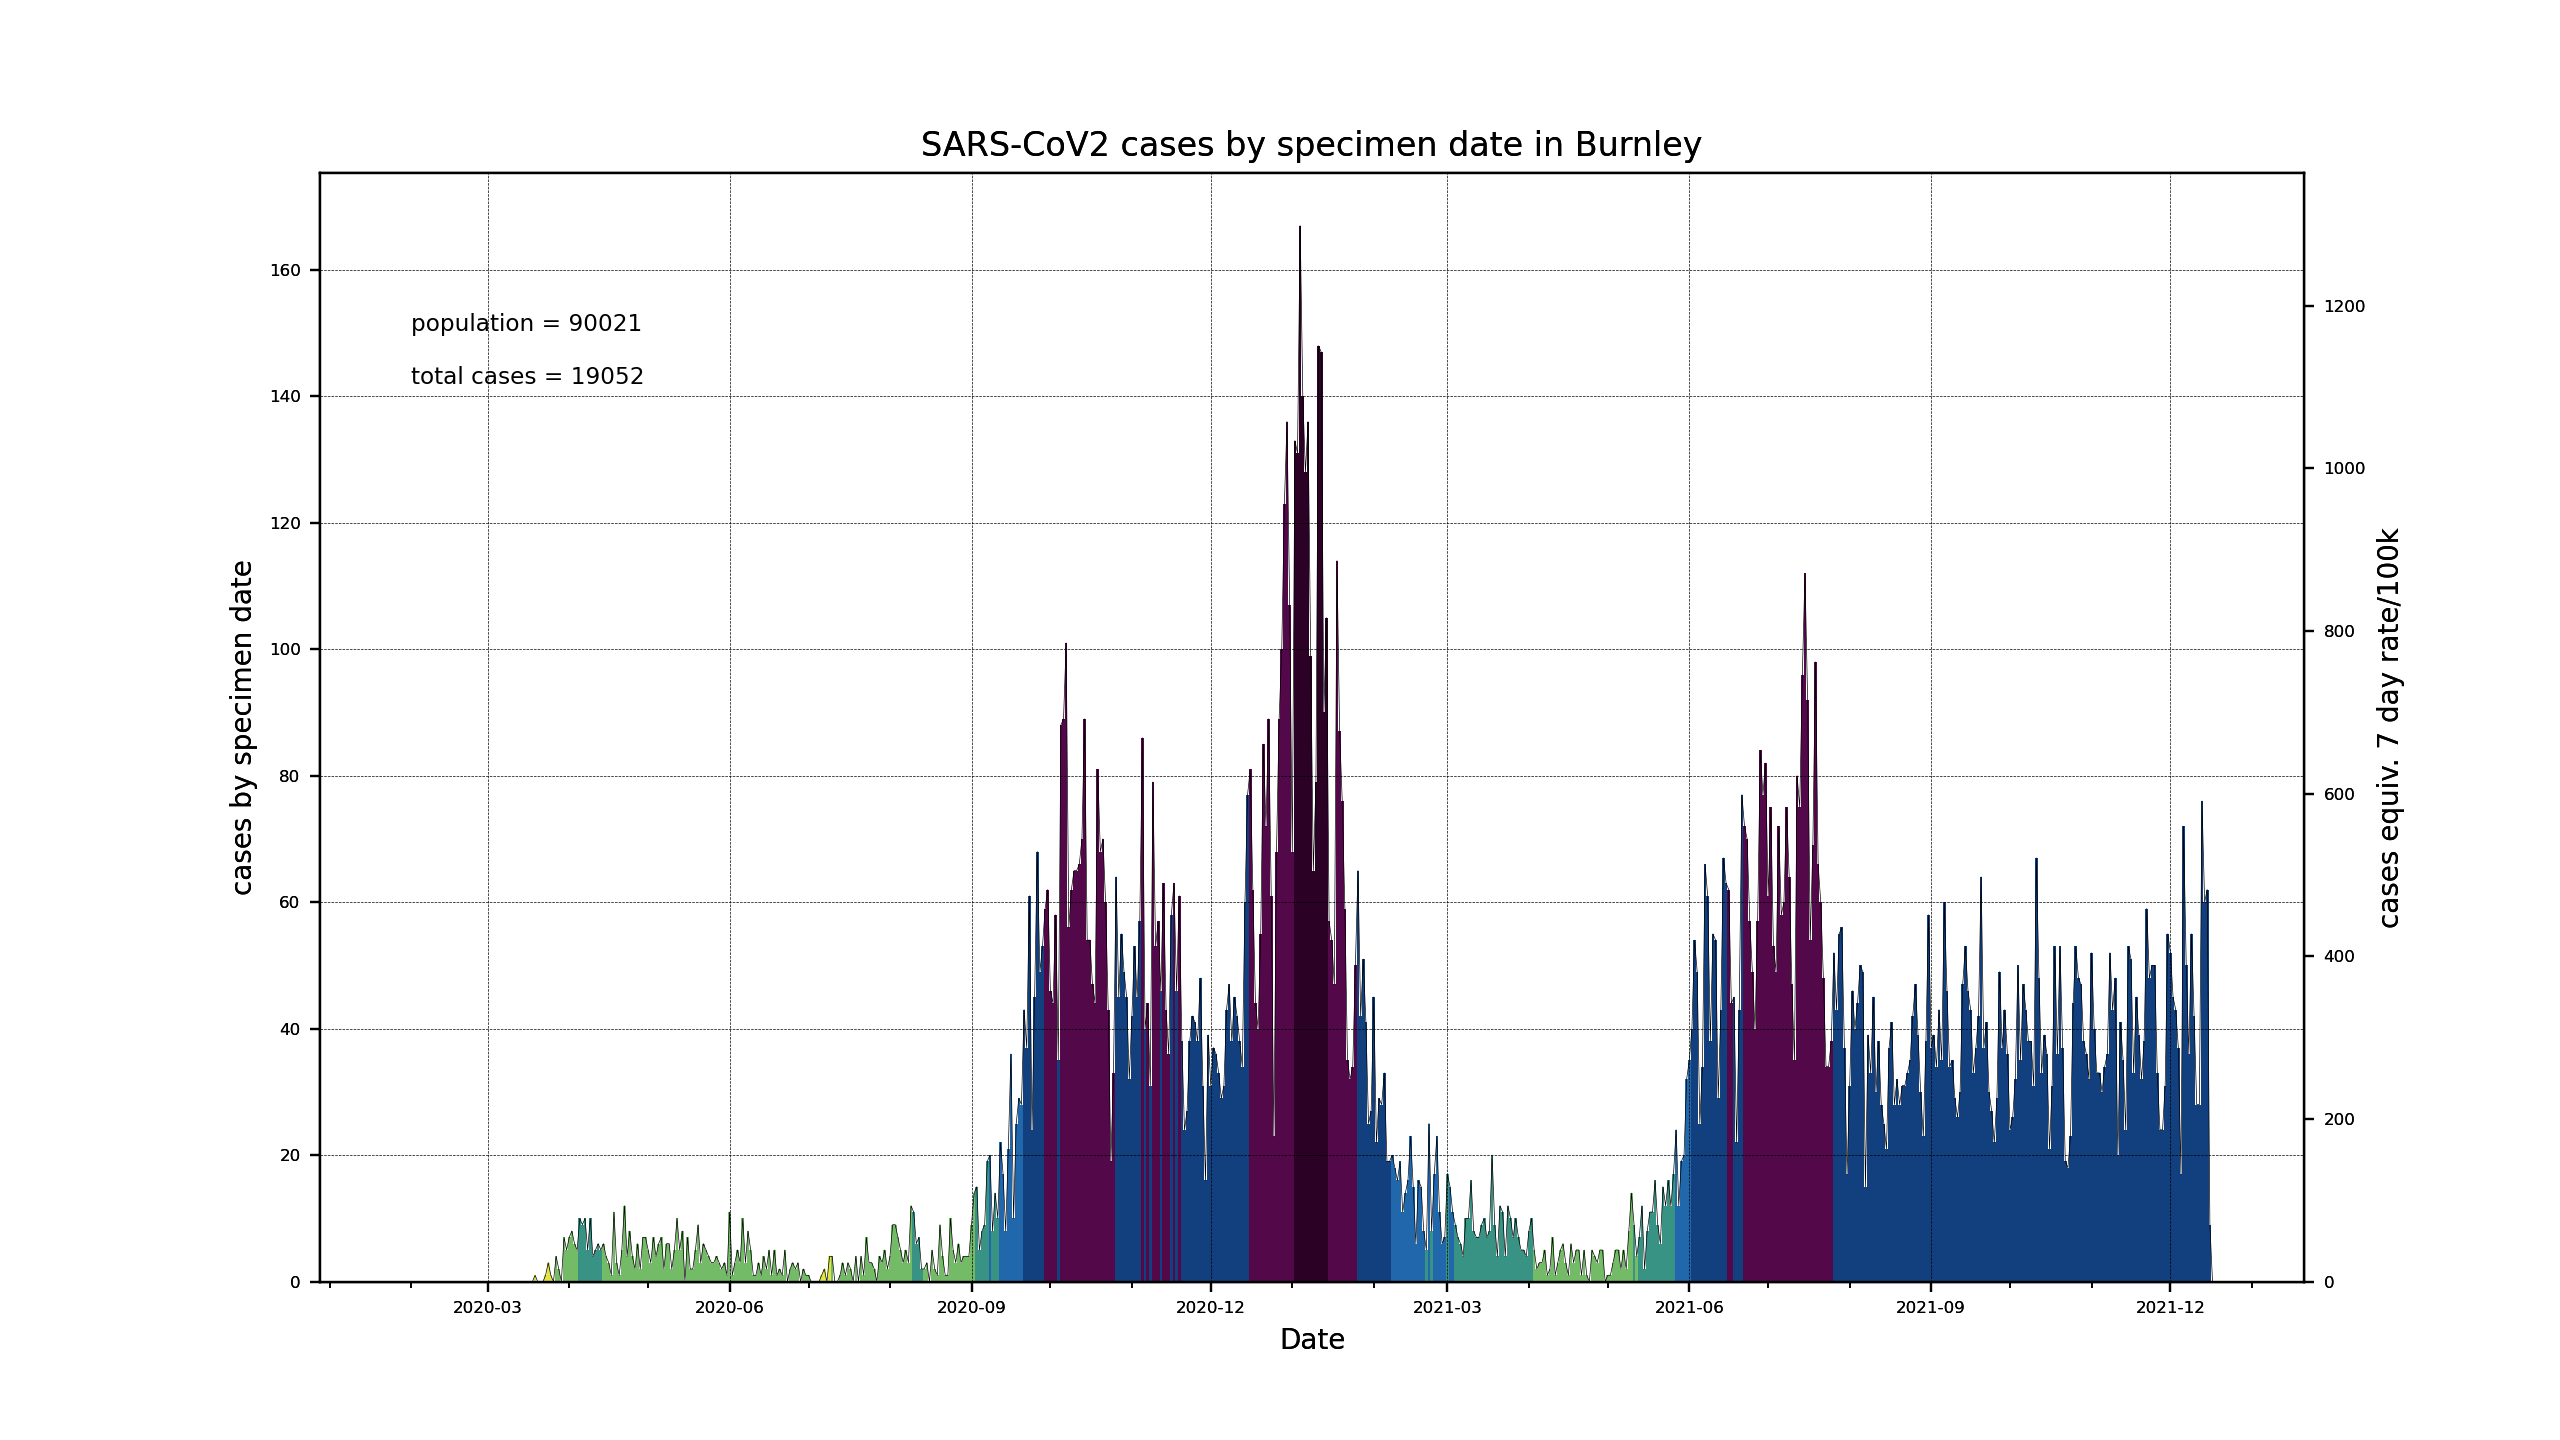 SARS-CoV2 cases by specimen date in Burnley
population = 90021
total cases = 19052
cases by specimen date
160
140
120
100
80
60
40
20
0
1200
1000
800
600
400
200
0
cases equiv. 7 day rate/100k
2020-03 2020-06 2020-09 2020-12 2021-03 2021-06 2021-09 2021-12
Date